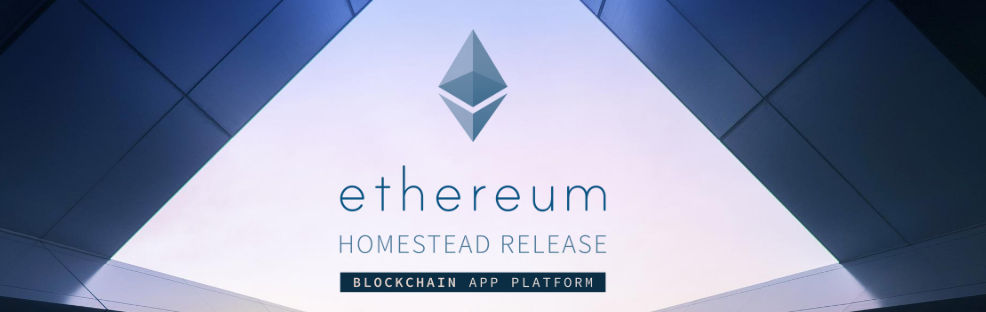 ethereum
HOMESTEAD RELEASE
BLOCKCHAIN APP PLATFORM